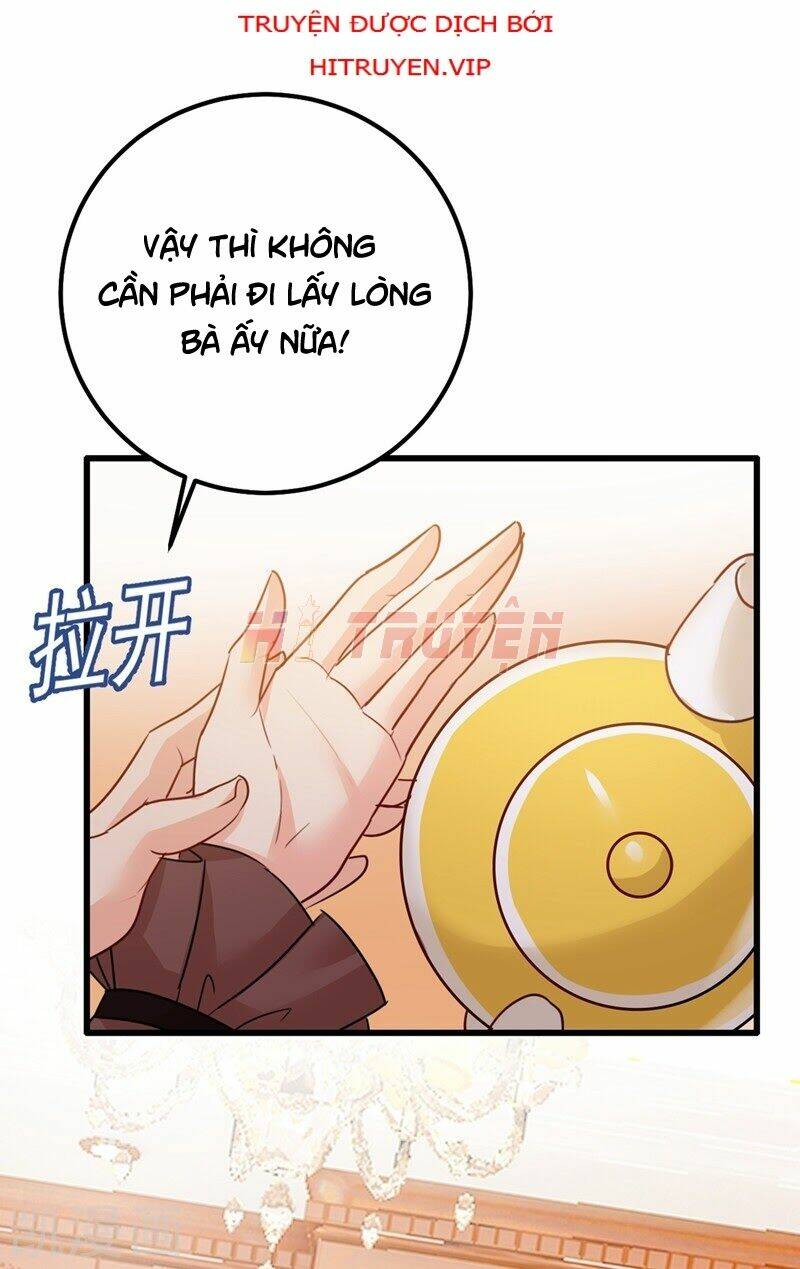 TRUYỆN ĐƯỢC DỊCH BỞI
HITRUYEN.VIP
VẬY THÌ KHÔNG
CẦN PHẢI ĐI LẤY LÒNG
BÀ ẤY NỮA!
拉开
HI TRUYỆN